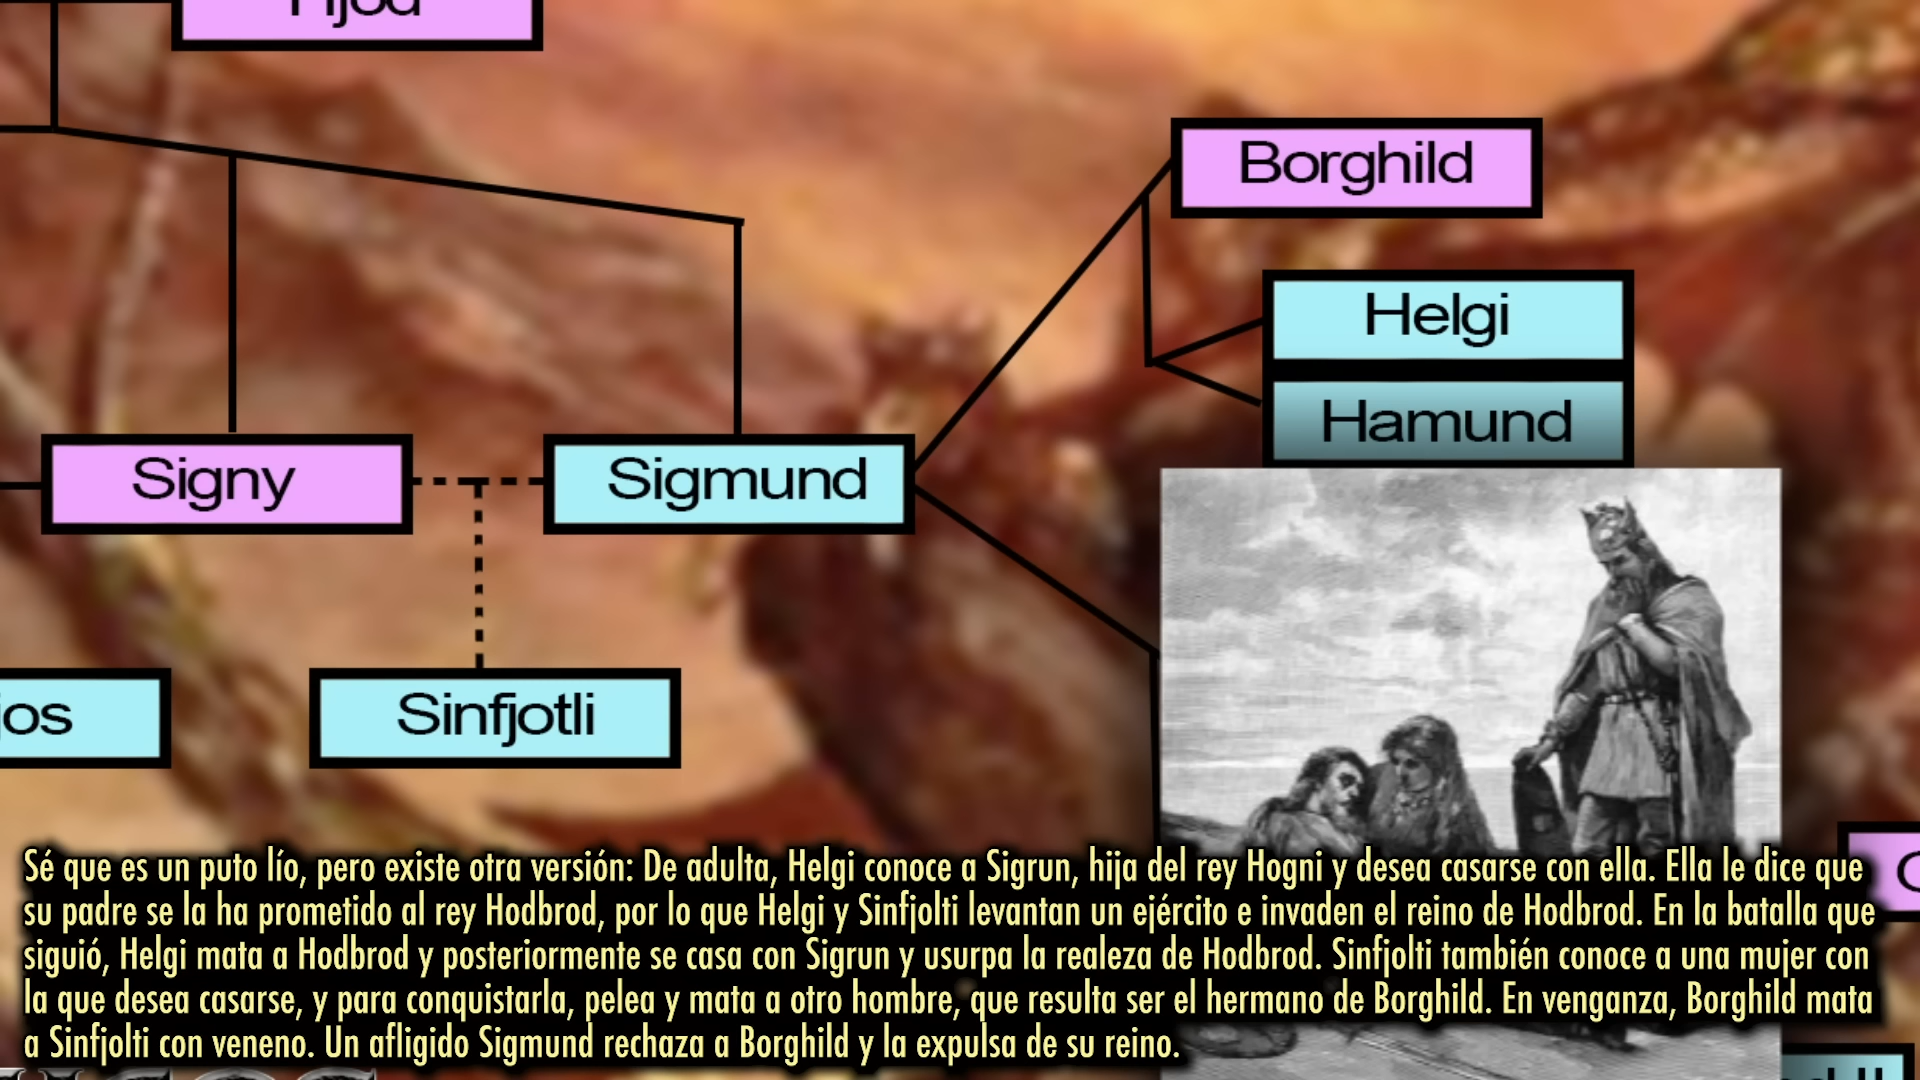 Borghild
Helgi
Hamund
Signy
Sigmund
Sinfjotli
Sé que es un puto lío, pero existe otra versión: De adulta, Helgi conoce a Sigrun, hija del rey Hogni y desea casarse con ella. Ella le dice que
su padre se la ha prometido al rey Hodbrod, por lo que Helgi y Sinfjolti levantan un ejército e invaden el reino de Hodbrod. En la batalla que
siguió, Helgi mata a Hodbrod y posteriormente se casa con Sigrun y usurpa la realeza de Hodbrod. Sinfjolti también conoce a una mujer con
la que desea casarse, y para conquistarla, pelea y mata a otro hombre, que resulta ser el hermano de Borghild. En venganza, Borghild mata
a Sinfjolti con veneno. Un afligido Sigmund rechaza a Borghild y la expulsa de su reino.